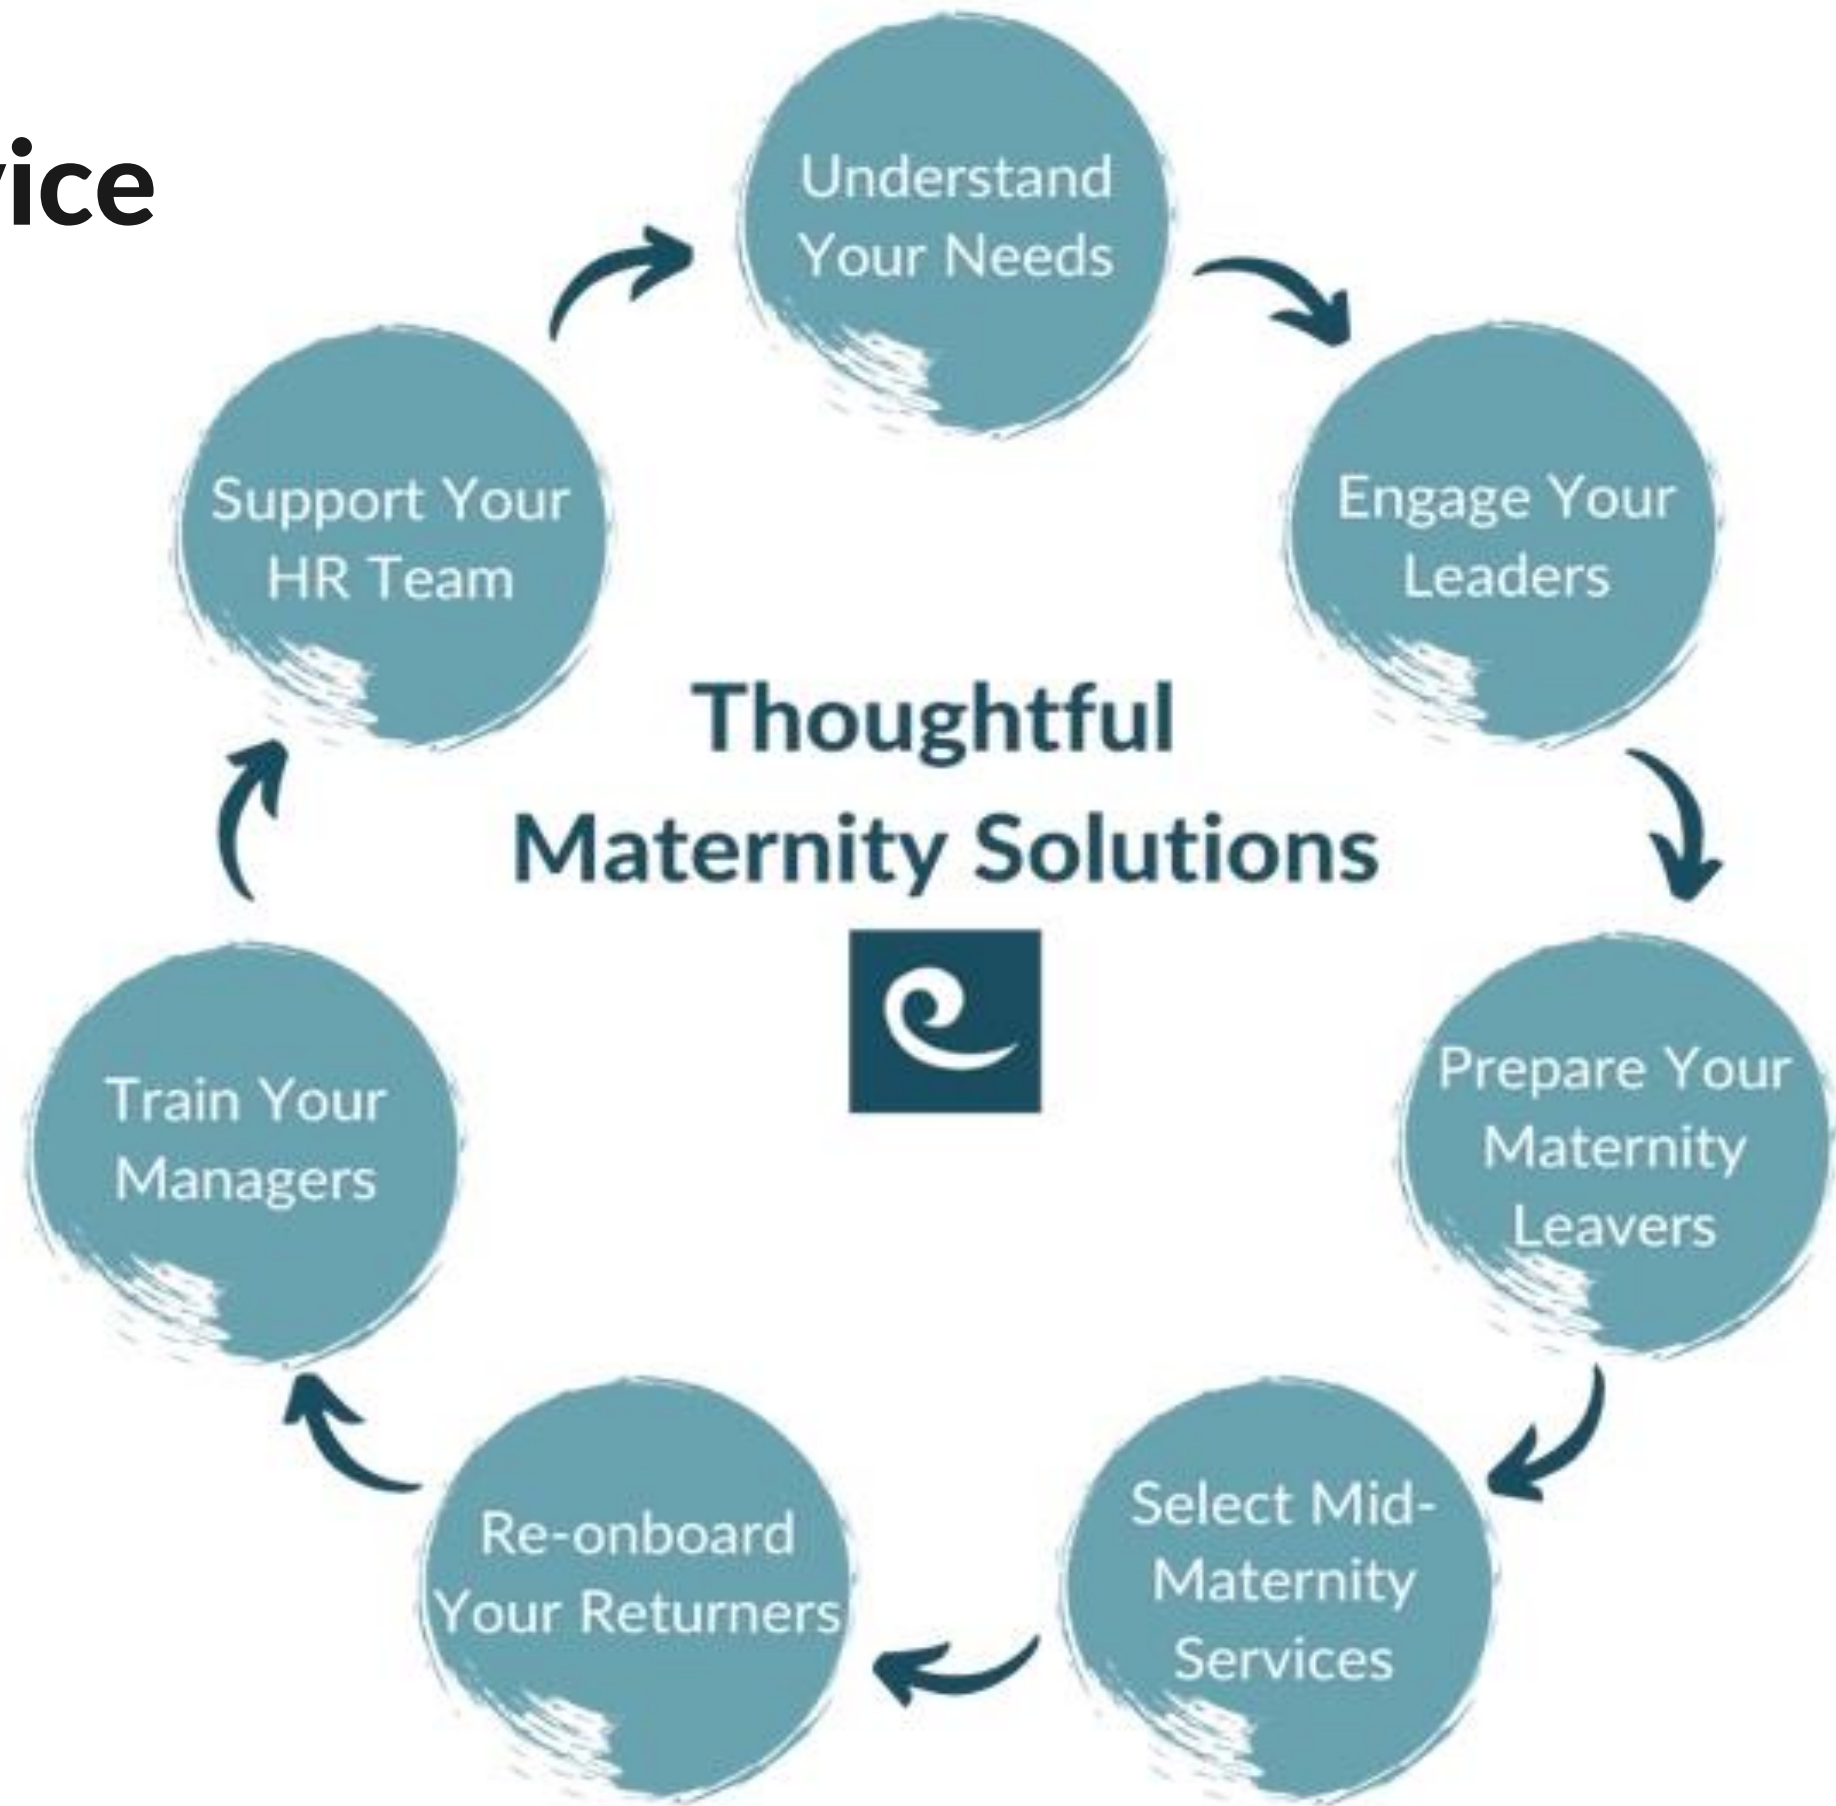 vice
Understand
Your Needs
Engage Your
Leaders
Prepare Your
Maternity
Leavers
Select Mid-
Maternity
Services
Re-onboard
Your Returners
Train Your
Managers
Support Your
HR Team
Thoughtful
Maternity Solutions